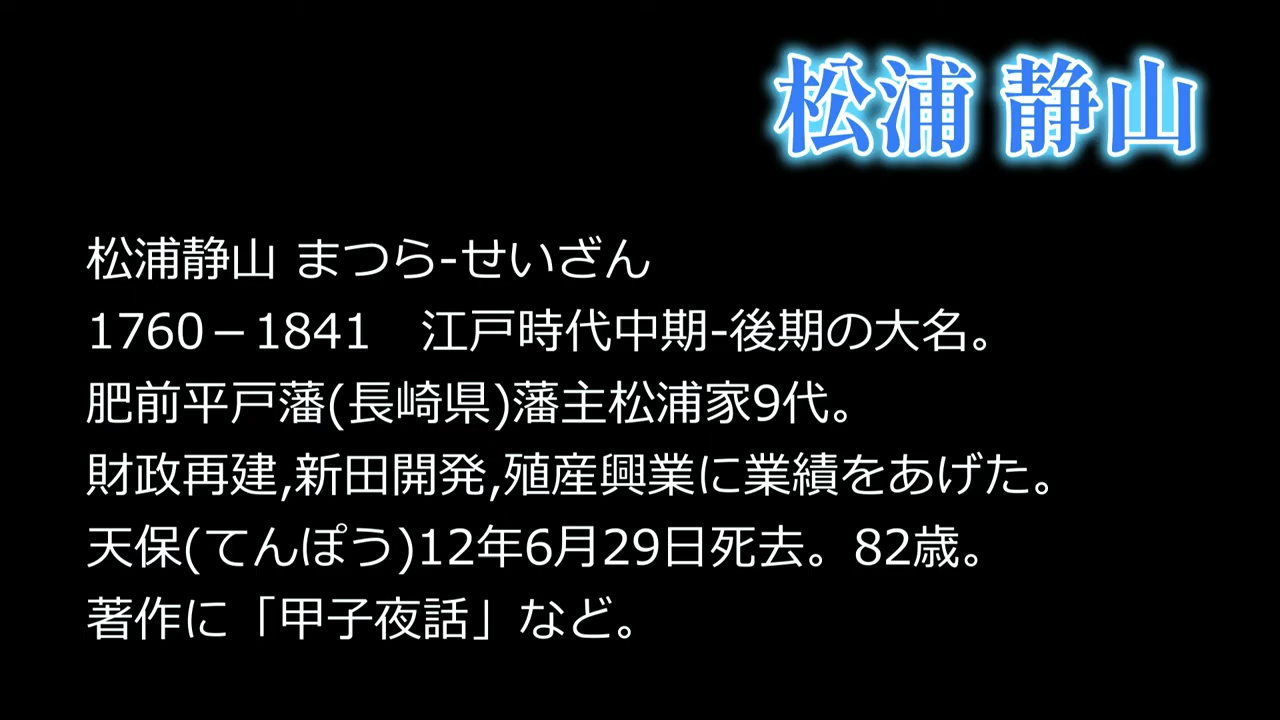 松浦 静山
松浦静山 まつら-せいざん
1760－1841　江戸時代中期-後期の大名。
肥前平戸藩(長崎県)藩主松浦家9代。
財政再建,新田開発,殖産興業に業績をあげた。
天保(てんぽう)12年6月29日死去。82歳。
著作に「甲子夜話」など。